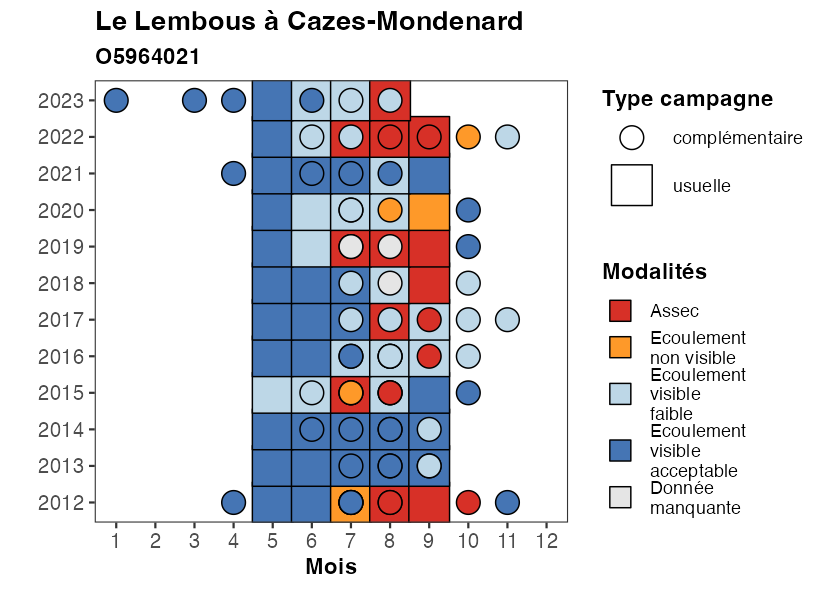 Le Lembous à Cazes-Mondenard
O5964021
2023
2022
2021
2020
2019
2018
2017
2016
2015
2014
2013
2012
1 2 3 4 5 6 7 8 9 10 11 12
Mois
Type campagne
complémentaire
usuelle
Modalités
Assec
Ecoulement
non visible
Ecoulement
visible
faible
Ecoulement
visible
acceptable
Donnée
manquante